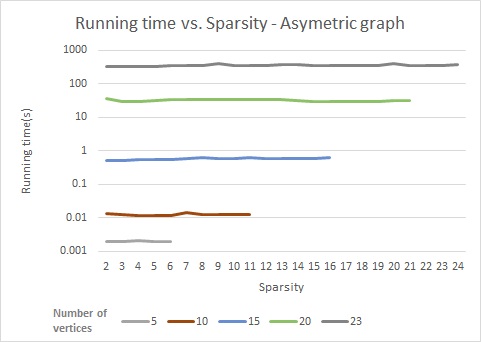 Running time vs. Sparsity - Asymetric graph
1000
100
10
1
0.1
0.01
0.001
Running time(s)
2 3 4 5 6 7 8 9 10 11 12 13 14 15 16 17 18 19 20 21 22 23 24
Sparsity
Number of
vertices
5 10 15 20 23